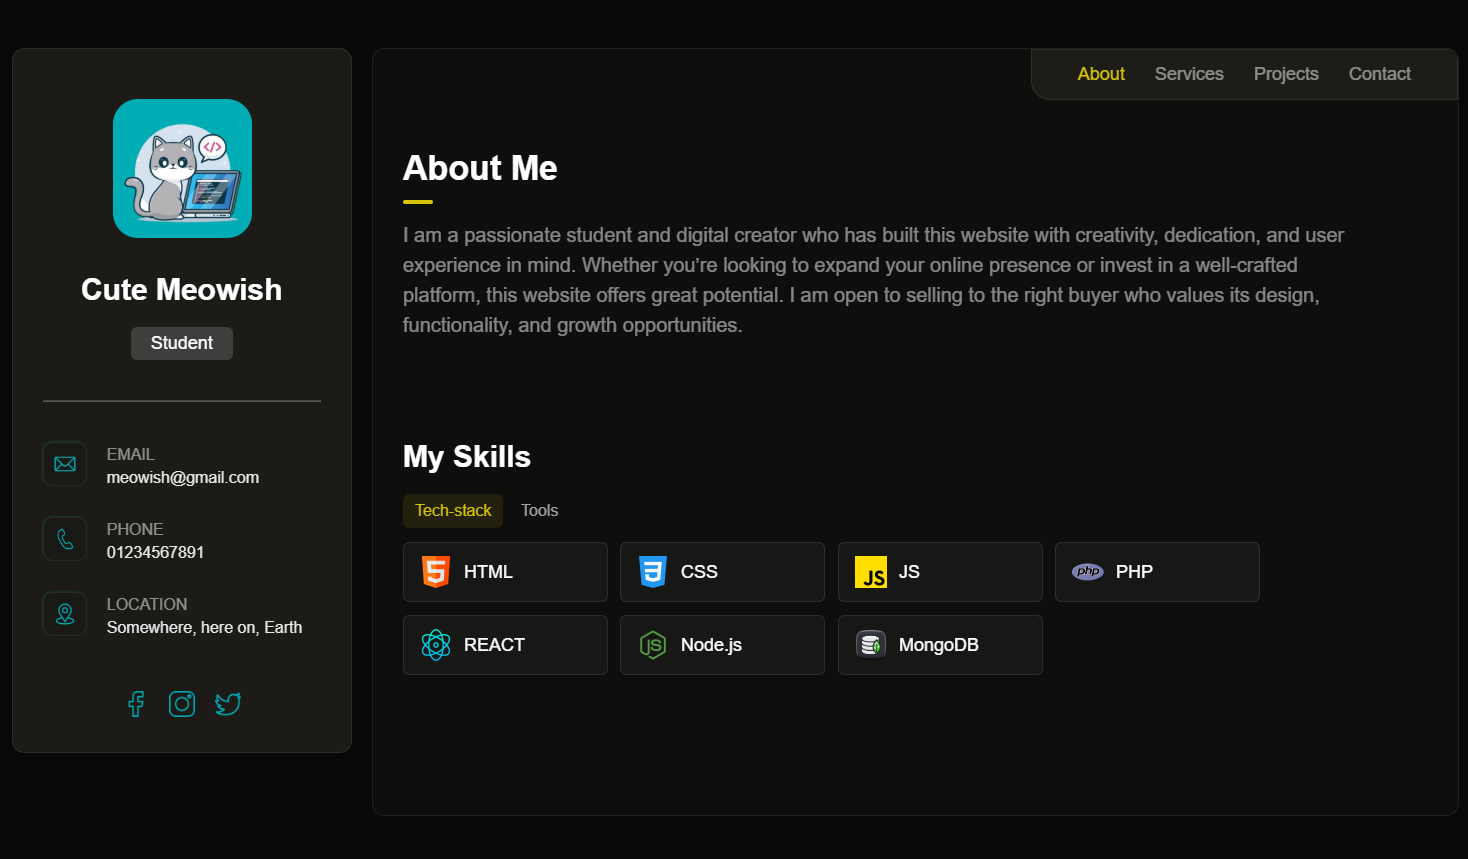 Cute Meowish
Student
EMAIL
meowish@gmail.com
PHONE
01234567891
LOCATION
Somewhere, here on, Earth
About Services Projects Contact
About Me
I am a passionate student and digital creator who has built this website with creativity, dedication, and user
experience in mind. Whether you’re looking to expand your online presence or invest in a well-crafted
platform, this website offers great potential. I am open to selling to the right buyer who values its design,
functionality, and growth opportunities.
My Skills
Tech-stack Tools
HTML CSS JS JS php PHP
REACT JS Node.js MongoDB